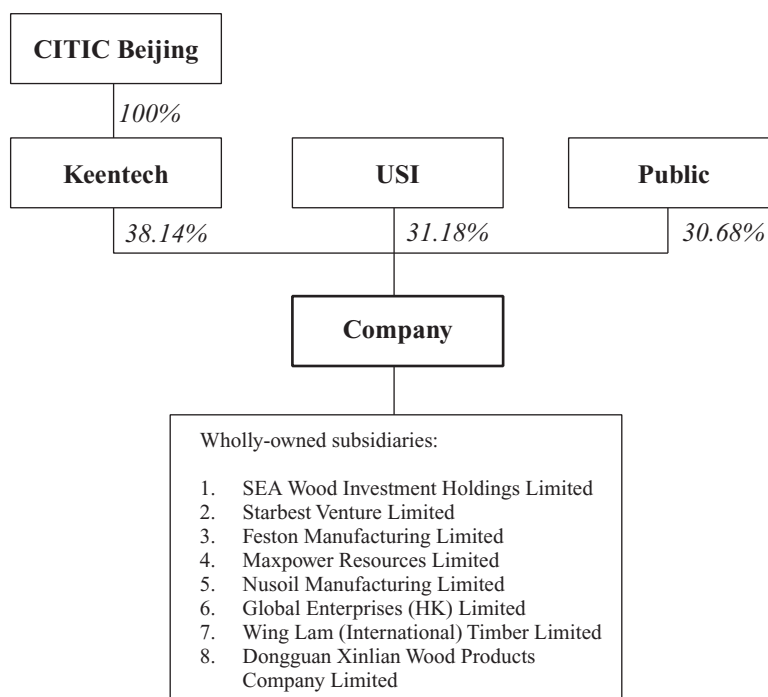 CITIC Beijing
100%
Keentech
USI
Public
38.14%
31.18%
30.68%
Company
Wholly-owned subsidiaries:
1. SEA Wood Investment Holdings Limited
2. Starbest Venture Limited
3. Feston Manufacturing Limited
4. Maxpower Resources Limited
5. Nusoil Manufacturing Limited
6. Global Enterprises (HK) Limited
7. Wing Lam (International) Timber Limited
8. Dongguan Xinlian Wood Products
Company Limited